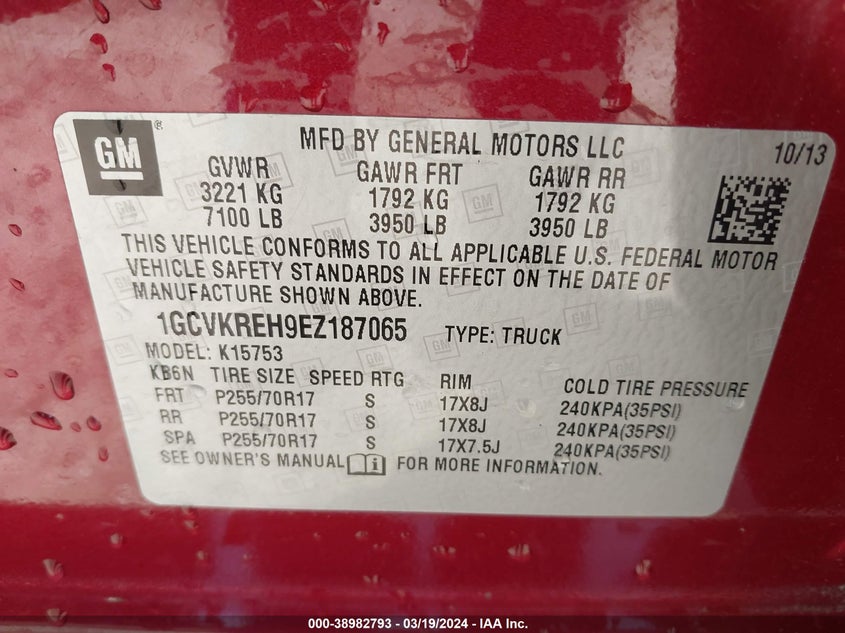 GM
MFD BY GENERAL MOTORS LLC 10/13
GVWR GAWR FRT GAWR RR
3221 KG 1792 KG 1792 KG
7100 LB 3950 LB 3950 LB
THIS VEHICLE CONFORMS TO ALL APPLICABLE U.S. FEDERAL MOTOR
VEHICLE SAFETY STANDARDS IN EFFECT ON THE DATE OF
MANUFACTURE SHOWN ABOVE.
1GCVKREH9EZ187065 TYPE: TRUCK
MODEL: K15753
KB6N TIRE SIZE SPEED RTG RIM COLD TIRE PRESSURE
FRT P255/70R17 S 17X8J 240KPA(35PSI)
RR P255/70R17 S 17X8J 240KPA(35PSI)
SPA P255/70R17 S 17X7.5J 240KPA(35PSI)
SEE OWNER'S MANUAL FOR MORE INFORMATION.
000-38982793 - 03/19/2024 - IAA Inc.